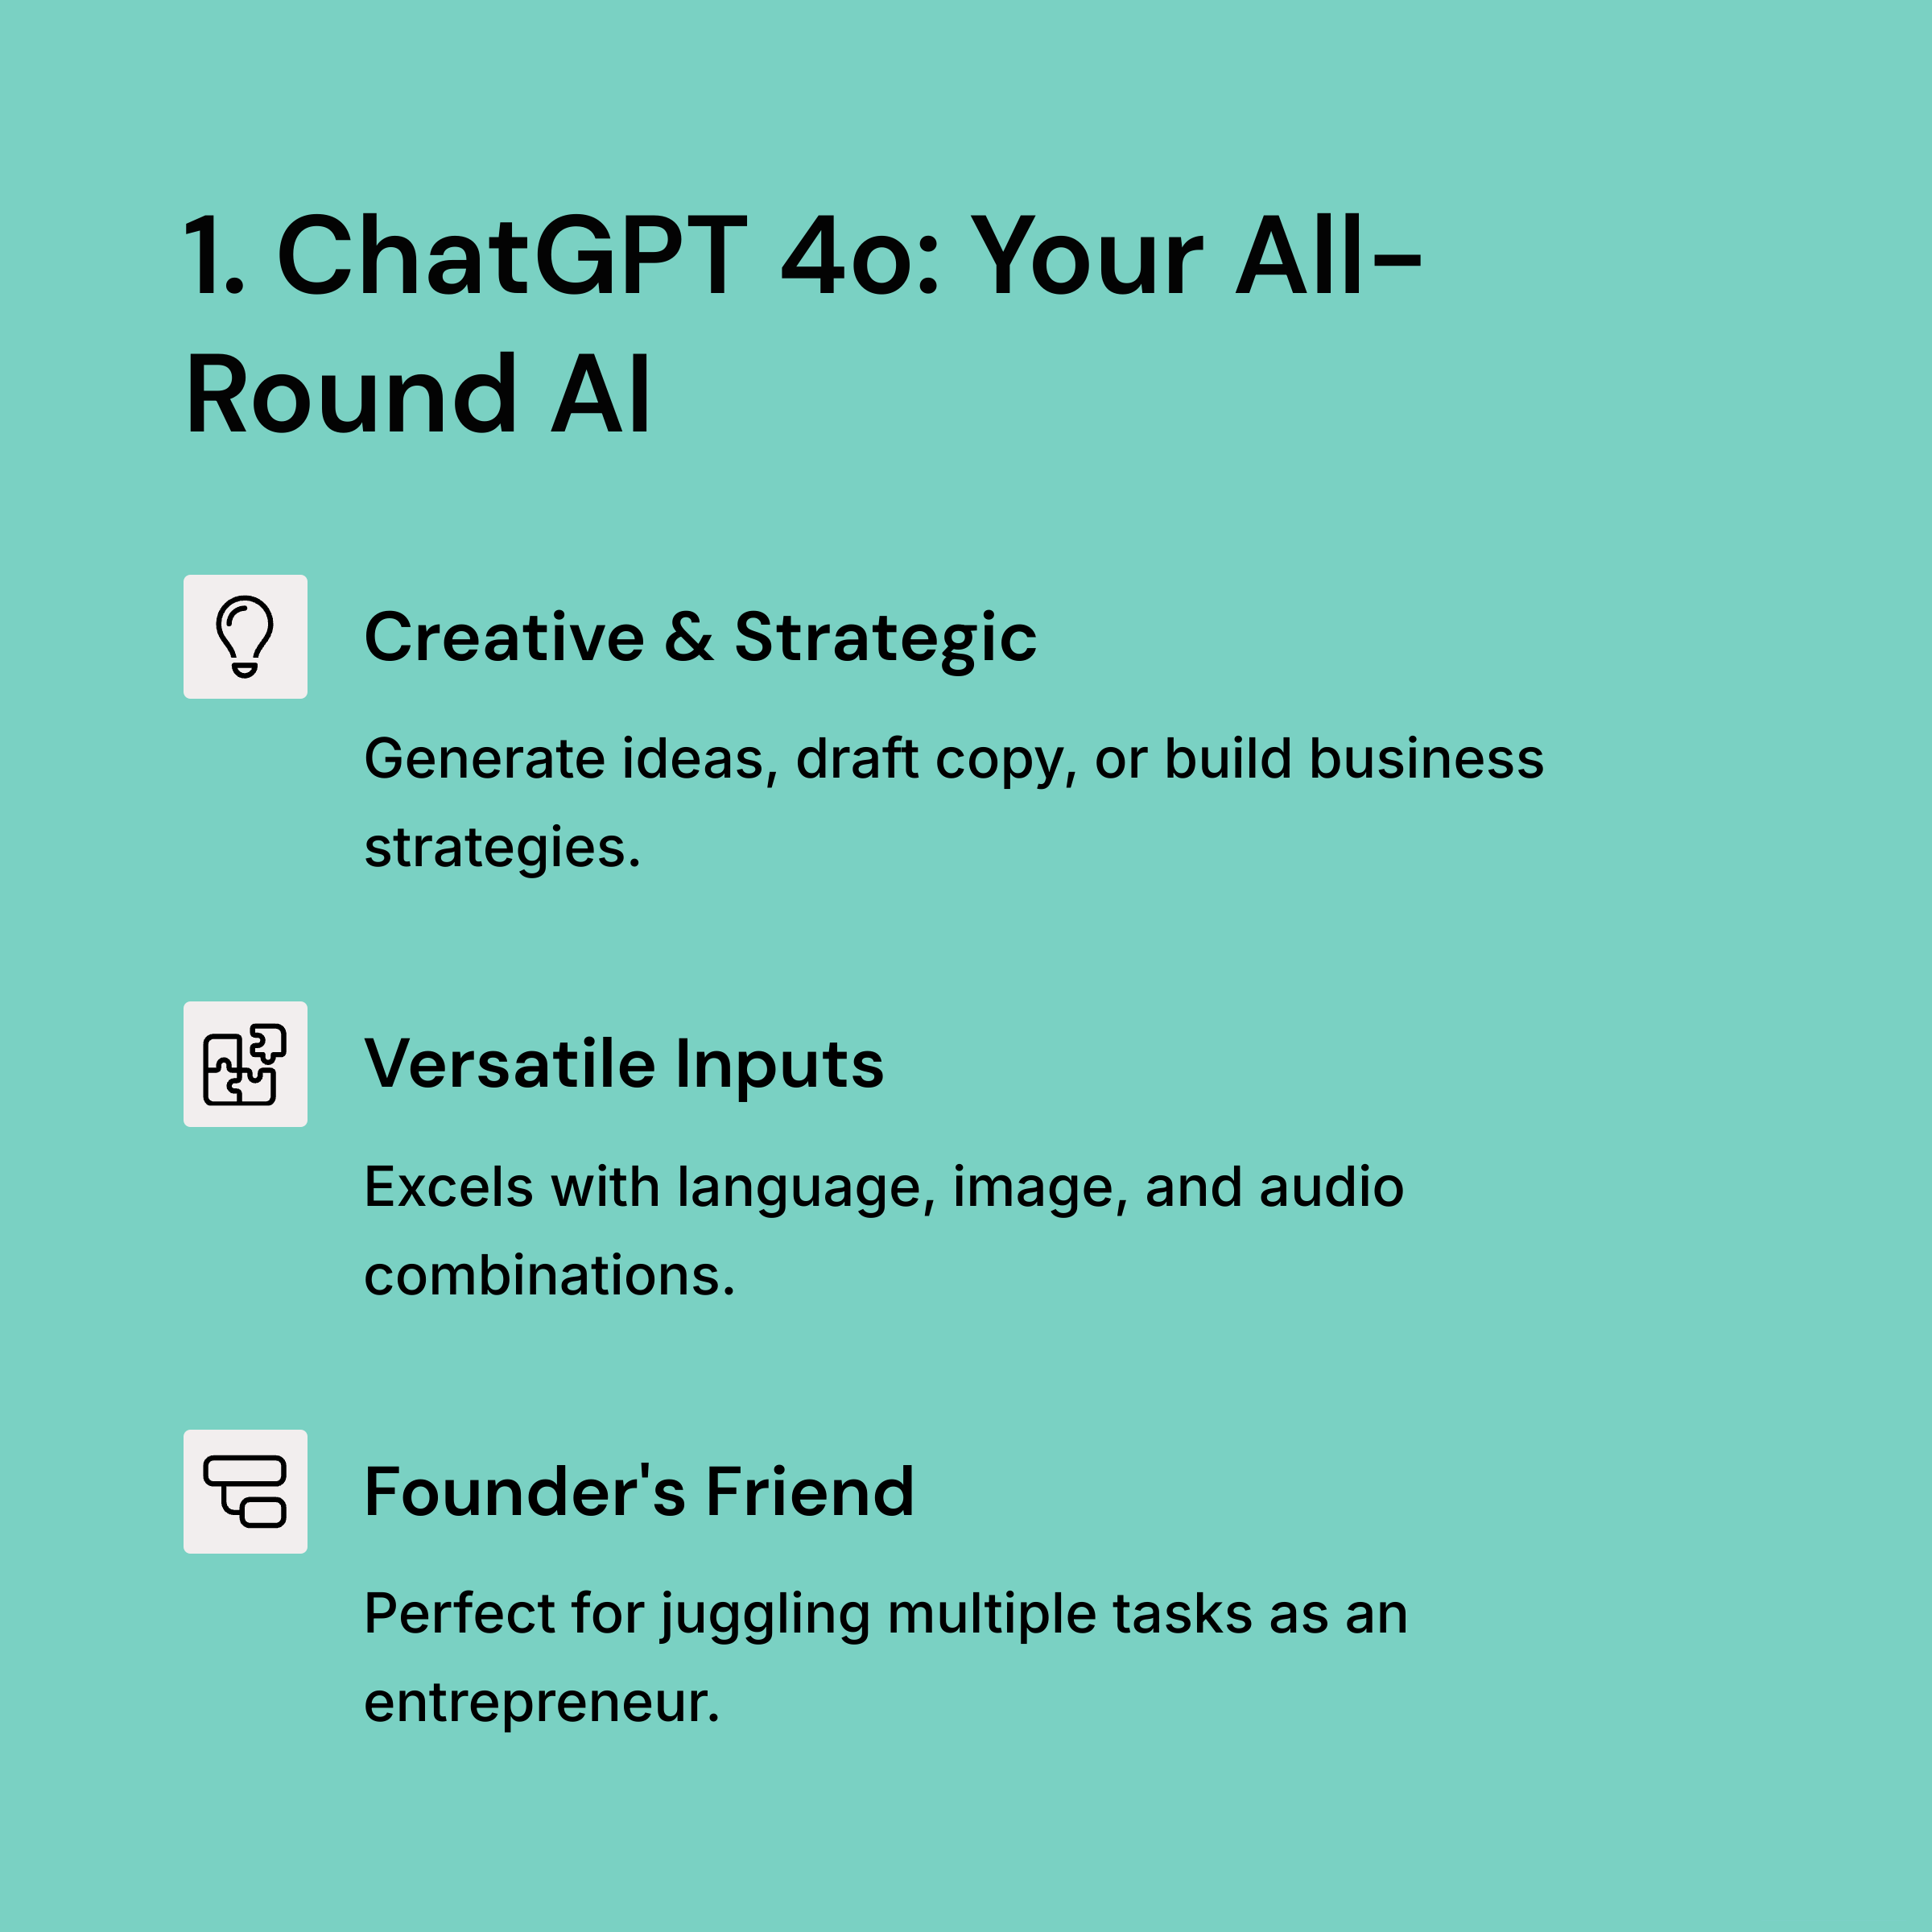 1. ChatGPT 4o: Your All-
Round AI
Creative & Strategic
Generate ideas, draft copy, or build business
strategies.
Versatile Inputs
Excels with language, image, and audio
combinations.
Founder's Friend
Perfect for juggling multiple tasks as an
entrepreneur.